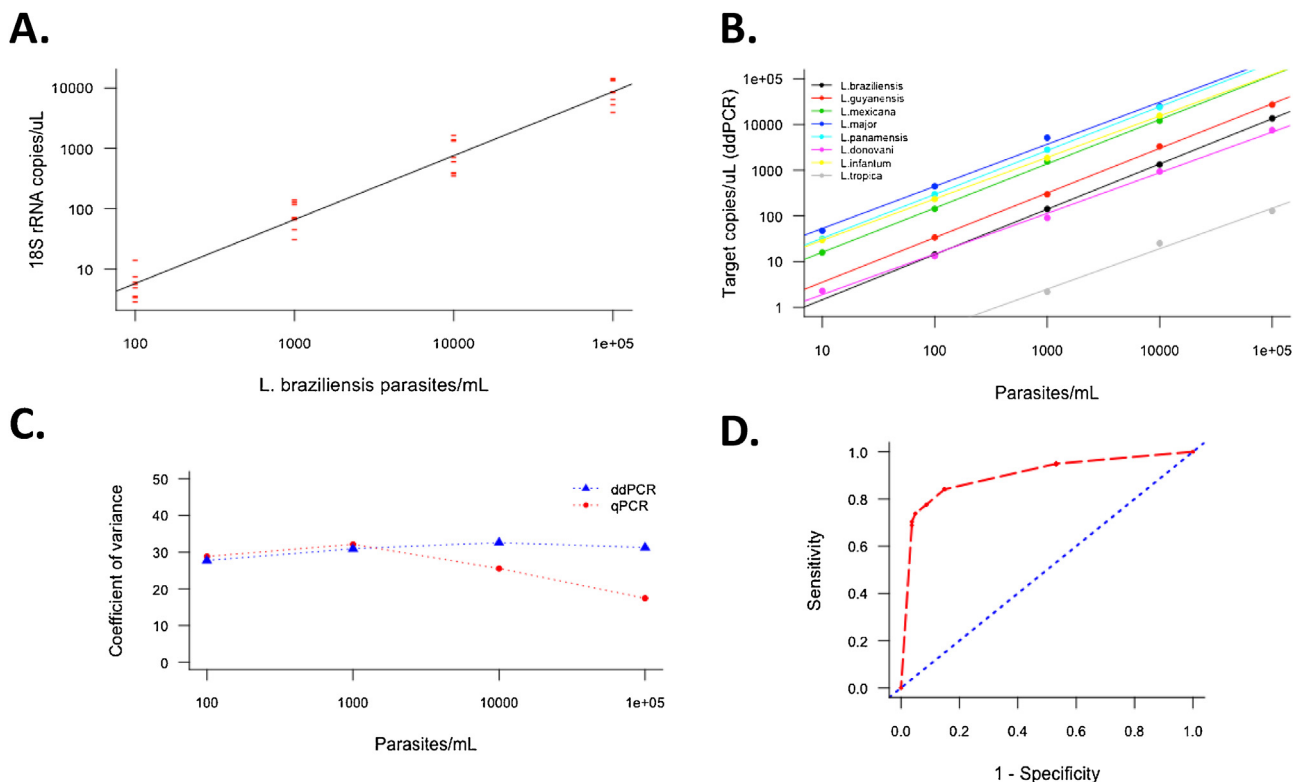 A.
18S rRNA copies/uL
10000
1000
100
10
100
1000
10000
1e+05
L. braziliensis parasites/mL
B.
Target copies/uL (ddPCR)
1e+05
10000
1000
100
10
1
L.braziliensis
L.guyanensis
L.mexicana
L.major
L.panamensis
L.donovani
L.infantum
L.tropica
10
100
1000
10000
1e+05
Parasites/mL
C.
Coefficient of variance
50
40
30
20
10
0
ddPCR
qPCR
100
1000
10000
1e+05
Parasites/mL
D.
Sensitivity
1.0
0.8
0.6
0.4
0.2
0.0
0.0
0.2
0.4
0.6
0.8
1.0
1 - Specificity